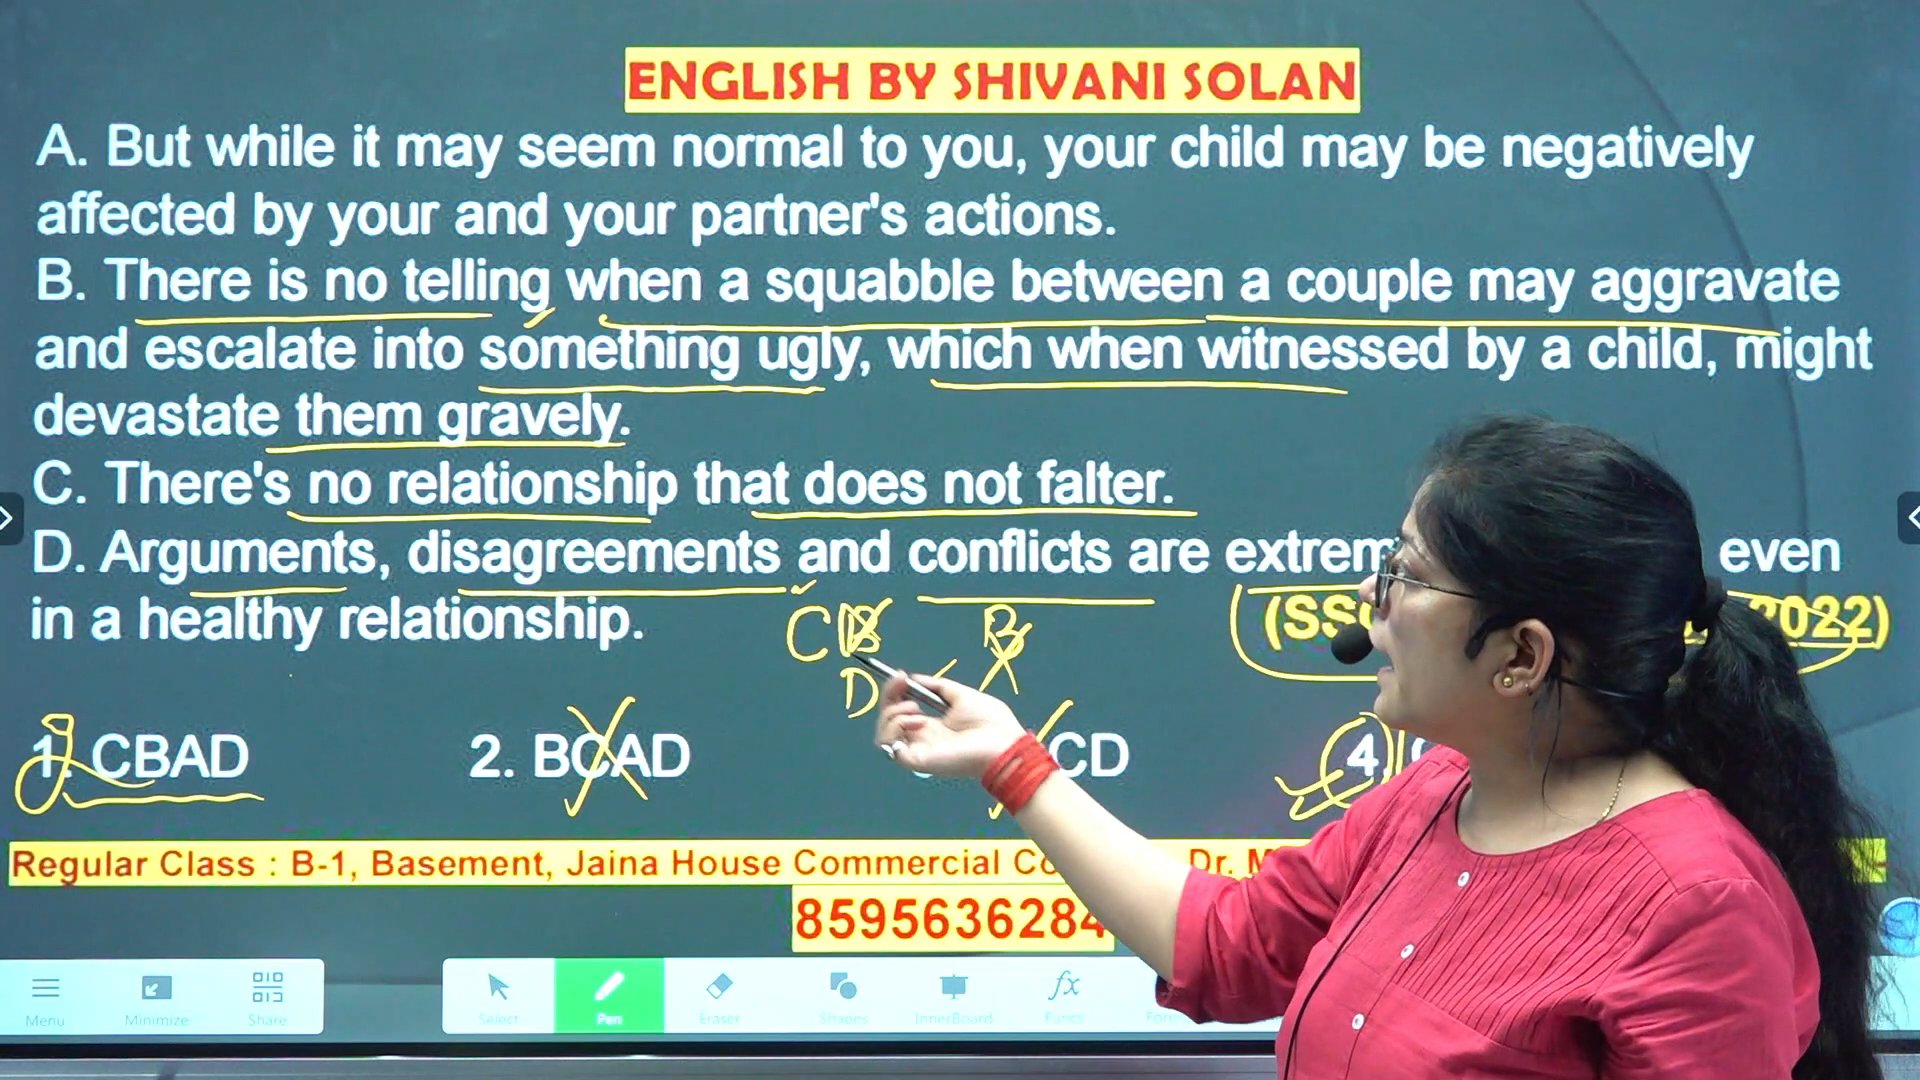 ENGLISH BY SHIVANI SOLAN
A. But while it may seem normal to you, your child may be negatively
affected by your and your partner's actions.
B. There is no telling when a squabble between a couple may aggravate
and escalate into something ugly, which when witnessed by a child, might
devastate them gravely.
C. There's no relationship that does not falter.
D. Arguments, disagreements and conflicts are even
in a healthy relationship. 2022)
C B
D
1. CBAD 2. BCAD CD 4.
Regular Class : B-1, Basement, Jaina House Commercial Dr.
859563628
Menu Minimize Share Select Pen Eraser Shapes InnerBoard Funcs